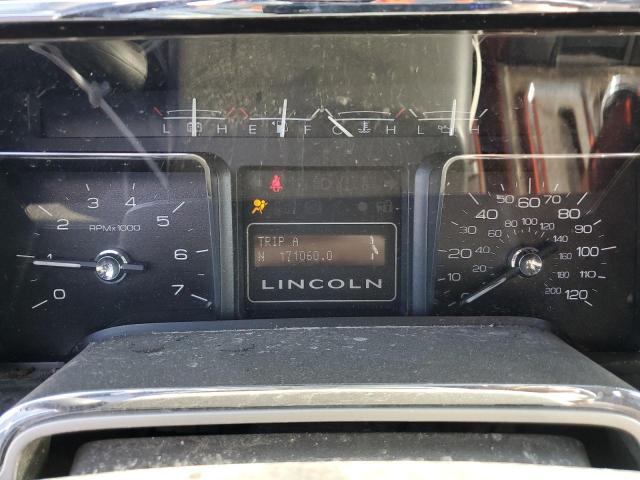 L H E F C H L H
0 1 2 3 4 5 6 7
RPMX1000
TRIP A
N 171060.0
LINCOLN
10 20 30 40 50 60 70 80 90 100 110 120
20 40 60 80 100 120 140 160 180 200